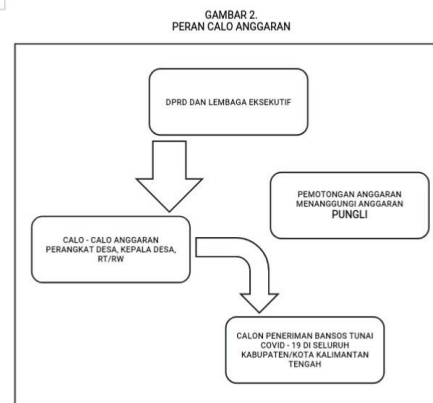 GAMBAR 2.
PERAN CALO ANGGARAN
DPRD DAN LEMBAGA EKSEKUTIF
PEMOTONGAN ANGGARAN
MENANGGUNGI ANGGARAN
PUNGLI
CALO - CALO ANGGARAN
PERANGKAT DESA, KEPALA DESA,
RT/RW
CALON PENERIMAN BANSOS TUNAI
COVID - 19 DI SELURUH
KABUPATEN/KOTA KALIMANTAN
TENGAH